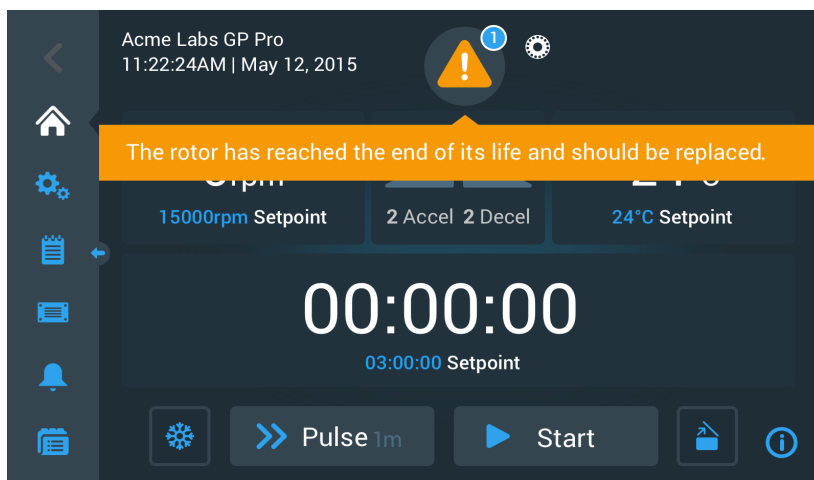 Acme Labs GP Pro
1
11:22:24AM | May 12, 2015
The rotor has reached the end of its life and should be replaced.
15000rpm Setpoint
2 Accel 2 Decel
24°C Setpoint
00:00:00
03:00:00 Setpoint
Pulse 1m
Start